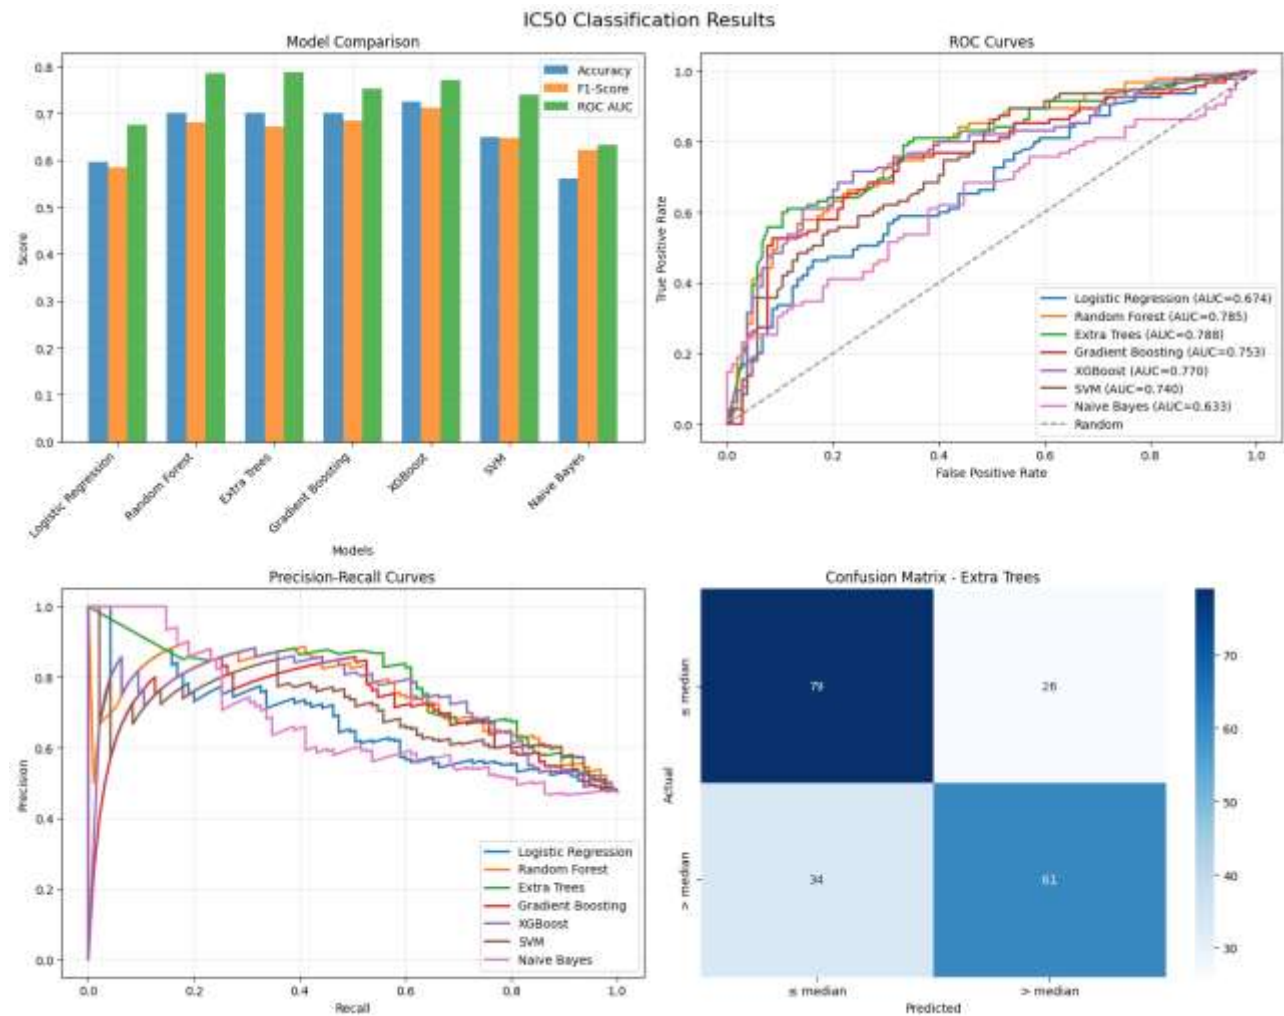 IC50 Classification Results
Model Comparison
Score
0.8
0.7
0.6
0.5
0.4
0.3
0.2
0.1
0.0
Accuracy
F1-Score
ROC AUC
Logistic Regression
Random Forest
Extra Trees
Gradient Boosting
XGBoost
SVM
Naive Bayes
Models
ROC Curves
True Positive Rate
1.0
0.8
0.6
0.4
0.2
0.0
Logistic Regression (AUC=0.674)
Random Forest (AUC=0.785)
Extra Trees (AUC=0.788)
Gradient Boosting (AUC=0.753)
XGBoost (AUC=0.770)
SVM (AUC=0.740)
Naive Bayes (AUC=0.633)
Random
0.0 0.2 0.4 0.6 0.8 1.0
False Positive Rate
Precision-Recall Curves
Precision
1.0
0.8
0.6
0.4
0.2
0.0
Logistic Regression
Random Forest
Extra Trees
Gradient Boosting
XGBoost
SVM
Naive Bayes
0.0 0.2 0.4 0.6 0.8 1.0
Recall
Confusion Matrix - Extra Trees
Actual
≤ median
> median
79 26
34 61
≤ median > median
Predicted
70
60
50
40
30